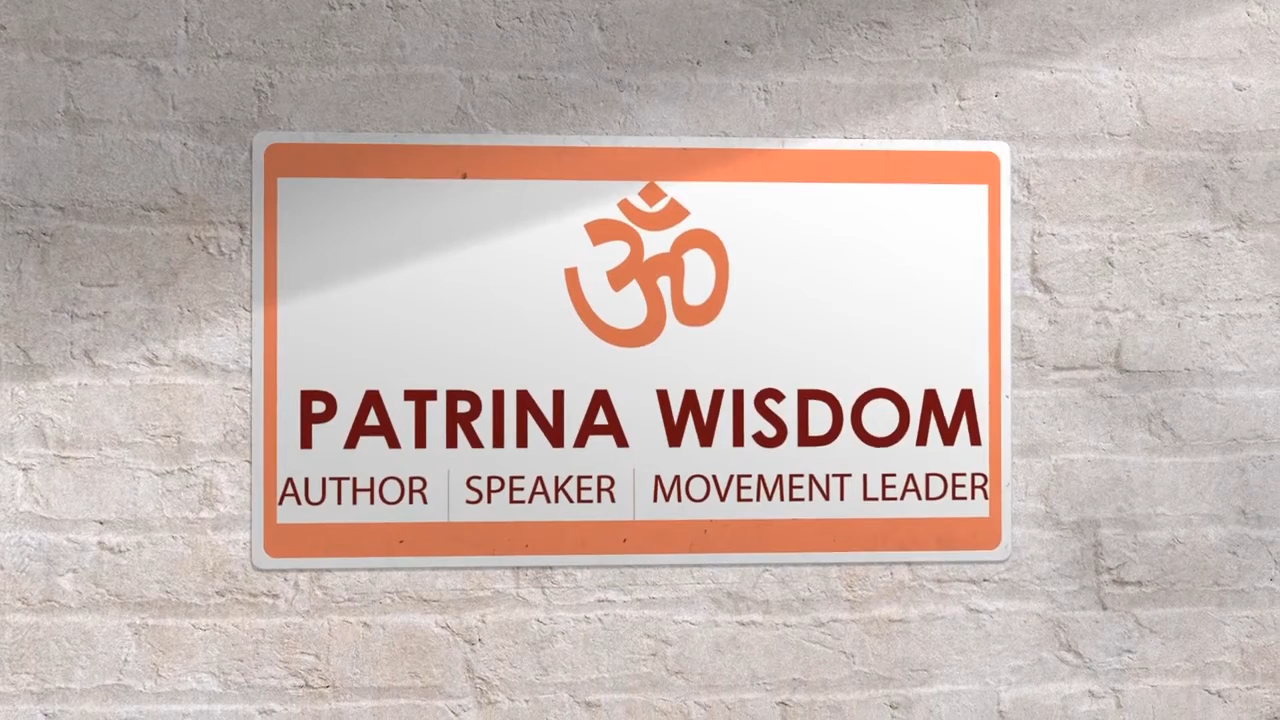 ॐ
PATRINA WISDOM
AUTHOR | SPEAKER | MOVEMENT LEADER